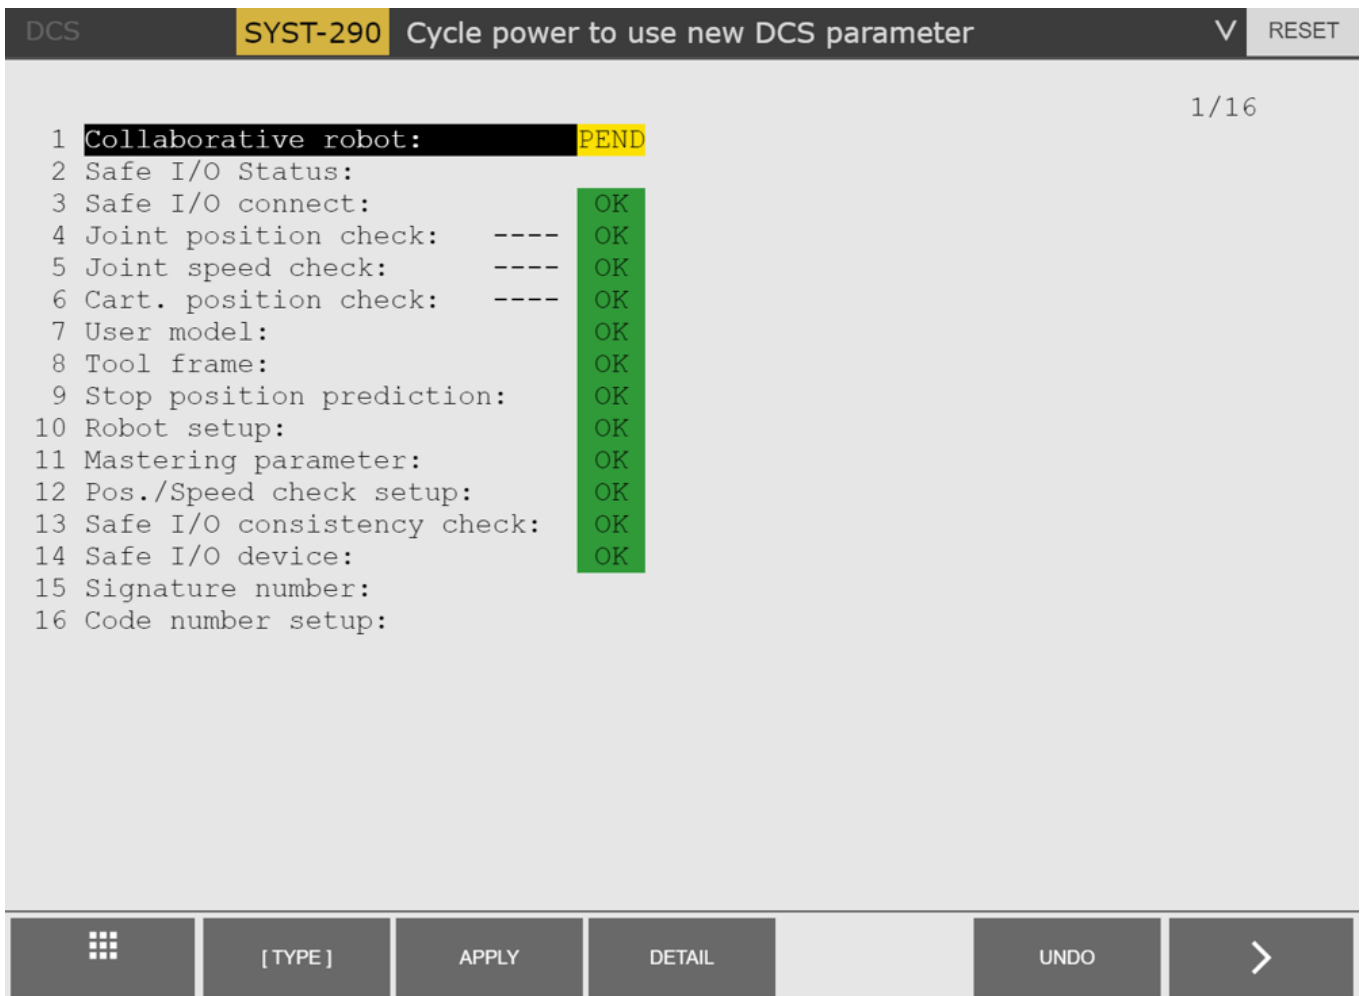 DCS SYST-290 Cycle power to use new DCS parameter V RESET
1/16
1 Collaborative robot: PEND
2 Safe I/O Status:
3 Safe I/O connect: OK
4 Joint position check: ---- OK
5 Joint speed check: ---- OK
6 Cart. position check: ---- OK
7 User model: OK
8 Tool frame: OK
9 Stop position prediction: OK
10 Robot setup: OK
11 Mastering parameter: OK
12 Pos./Speed check setup: OK
13 Safe I/O consistency check: OK
14 Safe I/O device: OK
15 Signature number:
16 Code number setup:
[ TYPE ] APPLY DETAIL UNDO >